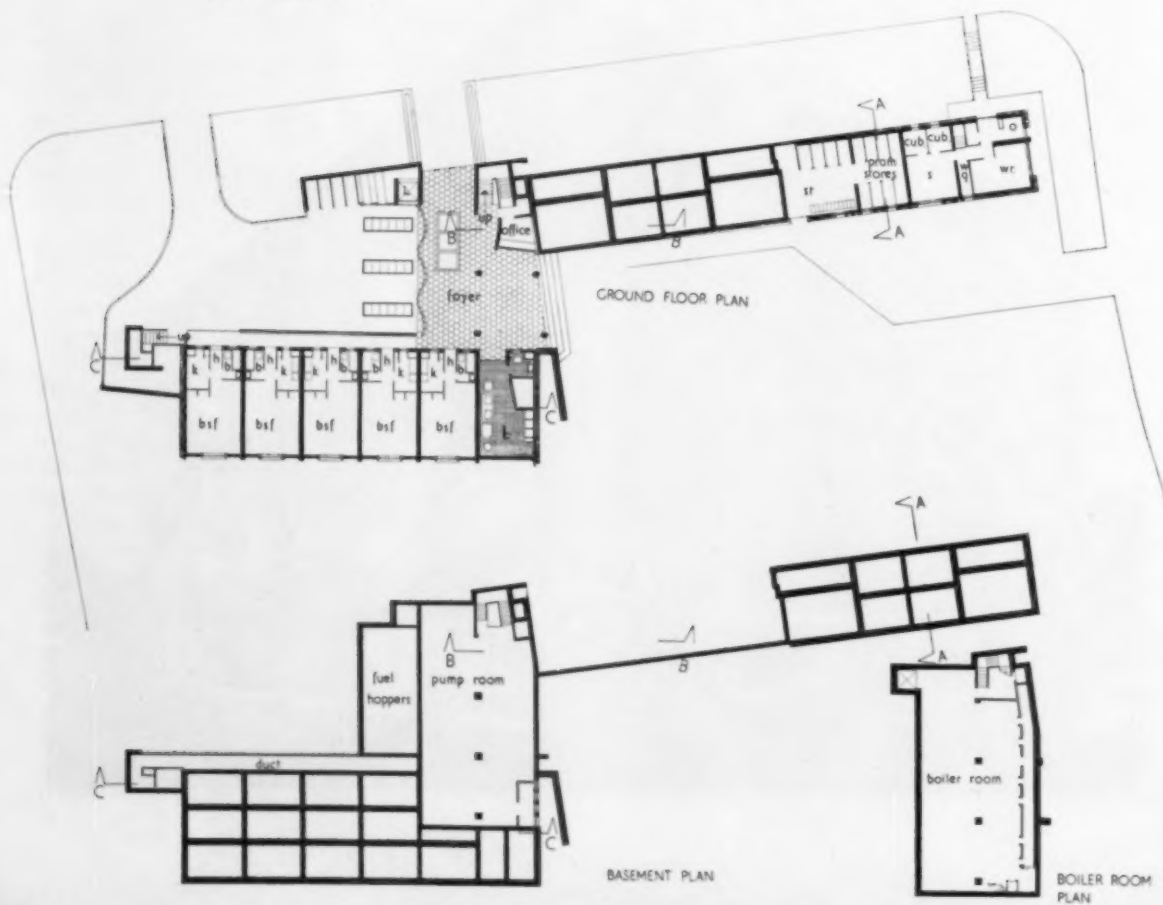 A
cub.
cub.
o
pram
stores
s
wr
sr
up
B
office
B
A
foyer
GROUND FLOOR PLAN
up
C
k
h
b
b
h
k
k
h
b
b
h
k
k
h
b
C
bsf
bsf
bsf
bsf
bsf
A
B
B
fuel
hoppers
pump room
A
duct
boiler room
C
C
BASEMENT PLAN
BOILER ROOM
PLAN